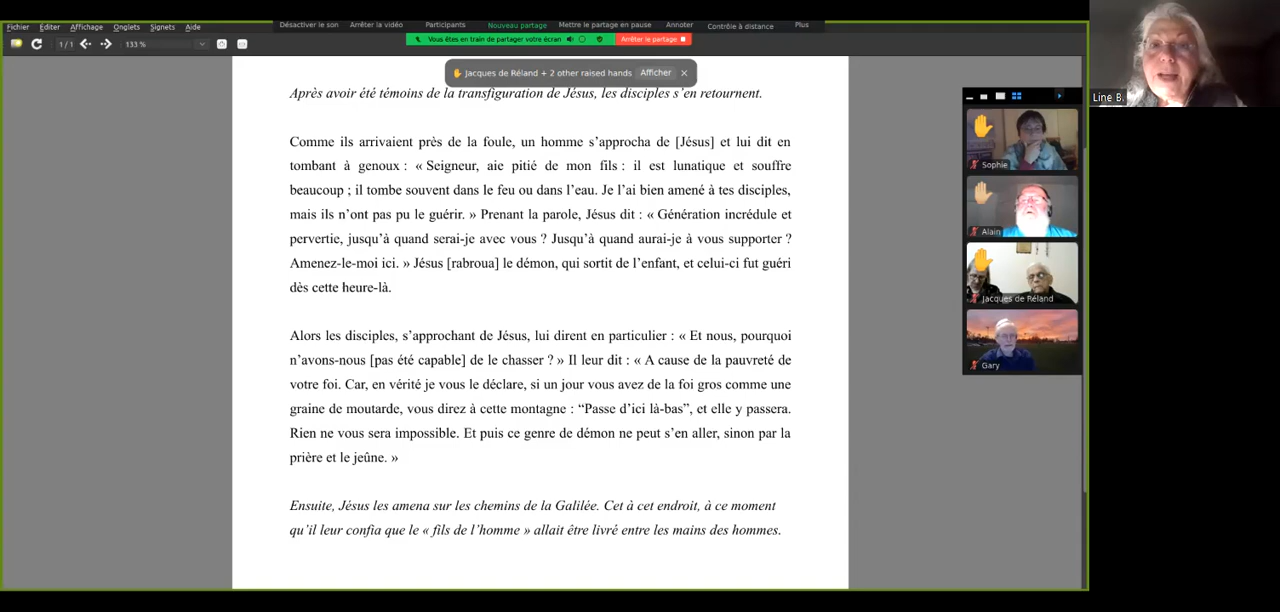 Fichier Éditer Affichage Onglets Signets Aide
Désactiver le son Arrêter la vidéo Participants Nouveau partage Mettre le partage en pause Annoter Contrôle à distance Plus
1 / 1 133 %
Vous êtes en train de partager votre écran Arrêter le partage
Jacques de Réland + 2 other raised hands Afficher
Line B.
Après avoir été témoins de la transfiguration de Jésus, les disciples s’en retournent.
Comme ils arrivaient près de la foule, un homme s’approcha de [Jésus] et lui dit en
tombant à genoux : « Seigneur, aie pitié de mon fils : il est lunatique et souffre
beaucoup ; il tombe souvent dans le feu ou dans l’eau. Je l’ai bien amené à tes disciples,
mais ils n’ont pas pu le guérir. » Prenant la parole, Jésus dit : « Génération incrédule et
pervertie, jusqu’à quand serai-je avec vous ? Jusqu’à quand aurai-je à vous supporter ?
Amenez-le-moi ici. » Jésus [rabroua] le démon, qui sortit de l’enfant, et celui-ci fut guéri
dès cette heure-là.
Alors les disciples, s’approchant de Jésus, lui dirent en particulier : « Et nous, pourquoi
n’avons-nous [pas été capable] de le chasser ? » Il leur dit : « A cause de la pauvreté de
votre foi. Car, en vérité je vous le déclare, si un jour vous avez de la foi gros comme une
graine de moutarde, vous direz à cette montagne : “Passe d’ici là-bas”, et elle y passera.
Rien ne vous sera impossible. Et puis ce genre de démon ne peut s’en aller, sinon par la
prière et le jeûne. »
Ensuite, Jésus les amena sur les chemins de la Galilée. Cet à cet endroit, à ce moment
qu’il leur confia que le « fils de l’homme » allait être livré entre les mains des hommes.
Sophie
Alain
Jacques de Réland
Gary